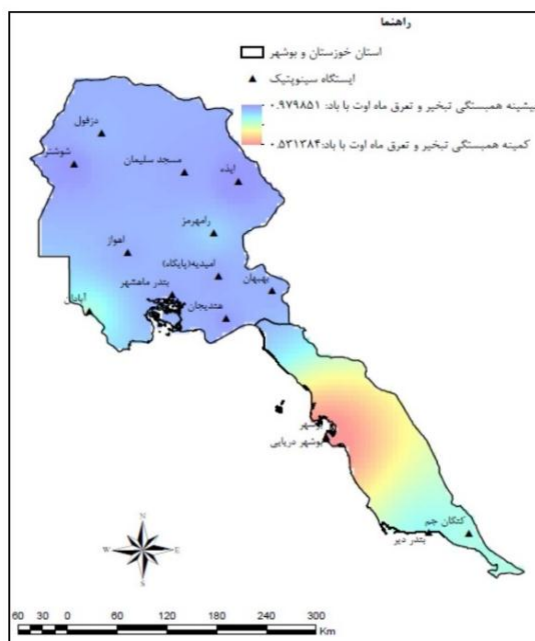 راهنما
استان خوزستان و بوشهر
ایستگاه سینوپتیک
بیشینه همبستگی تبخیر و تعرق ماه اوت با باد: ۰.۹۷۹۸۵۱
کمینه همبستگی تبخیر و تعرق ماه اوت با باد:۰.۵۳۱۳۸۴
دزفول
شوشتر
مسجد سلیمان
ایذه
رامهرمز
اهواز
امیدیه(پایگاه)
بهبهان
بندر ماهشهر
آبادان
هندیجان
بوشهر
بوشهر دریایی
کنگان جم
بندر دیر
N
W
E
S
60 30 0 60 120 180 240 300
Km